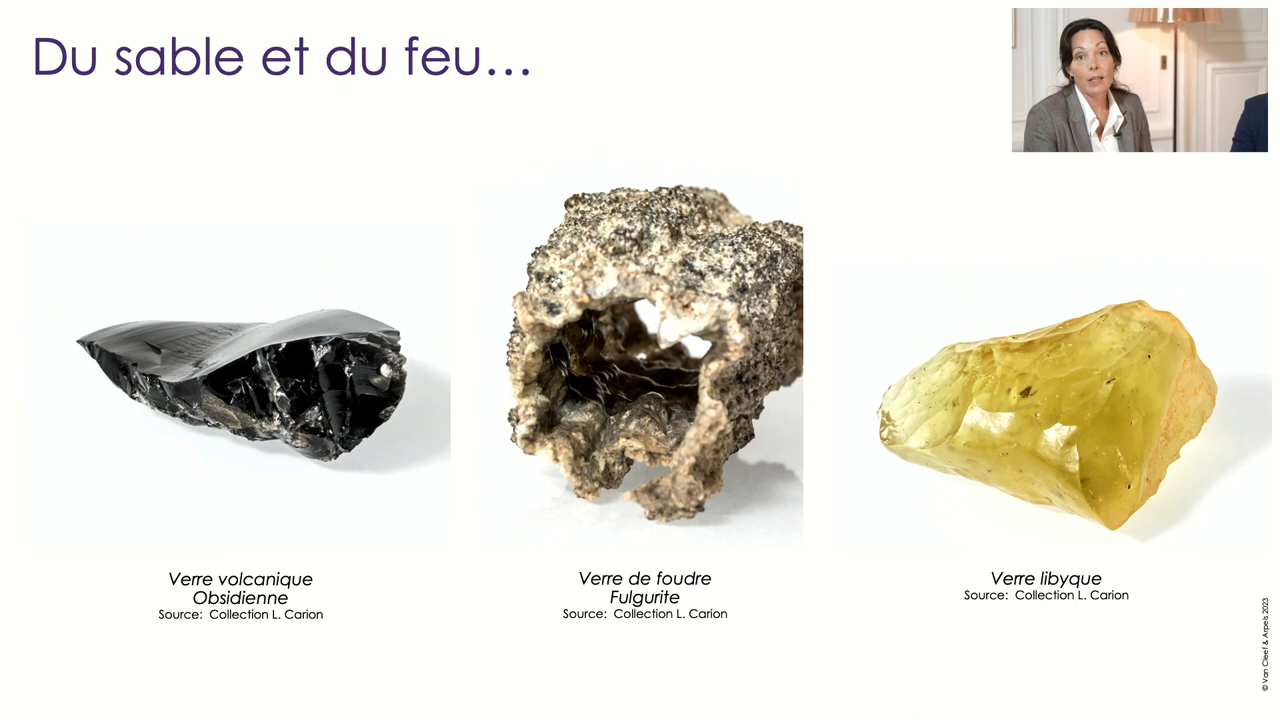 Du sable et du feu...
Verre volcanique
Obsidienne
Source: Collection L. Carion
Verre de foudre
Fulgurite
Source: Collection L. Carion
Verre libyque
Source: Collection L. Carion
© Van Cleef & Arpels 2023